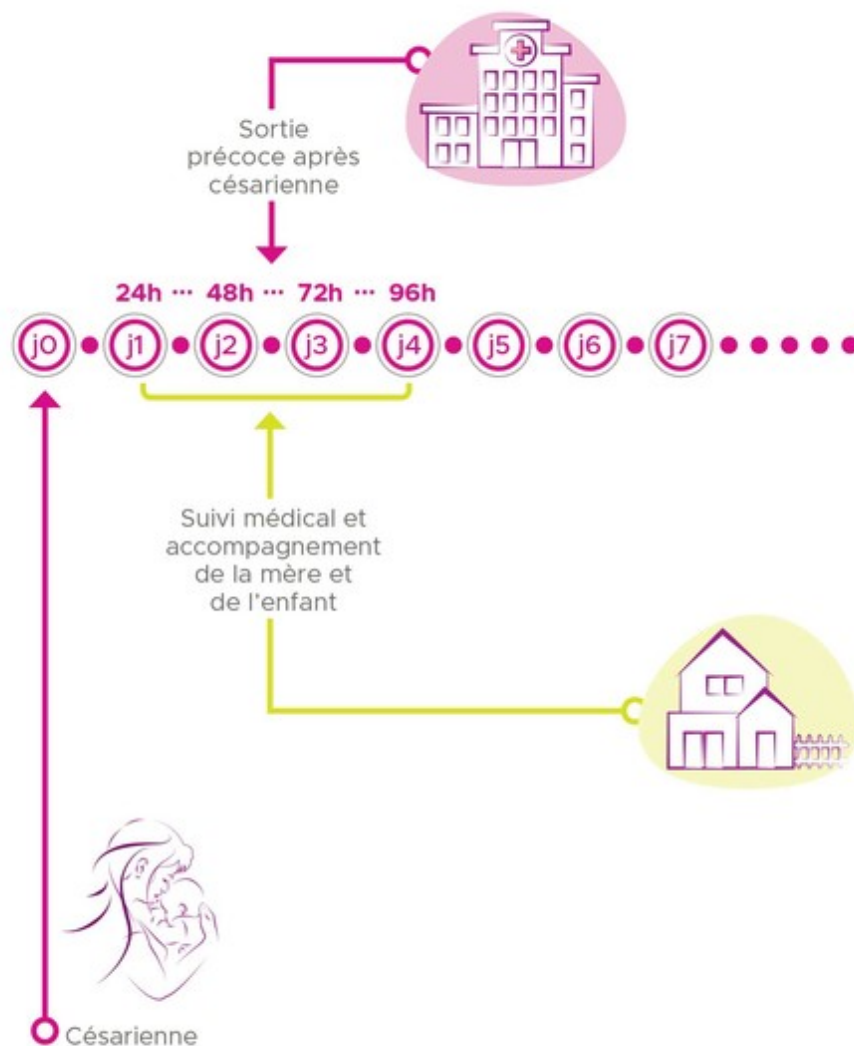 Sortie
précoce après
césarienne
24h ... 48h ... 72h ... 96h
j0 j1 j2 j3 j4 j5 j6 j7
Suivi médical et
accompagnement
de la mère et
de l'enfant
Césarienne